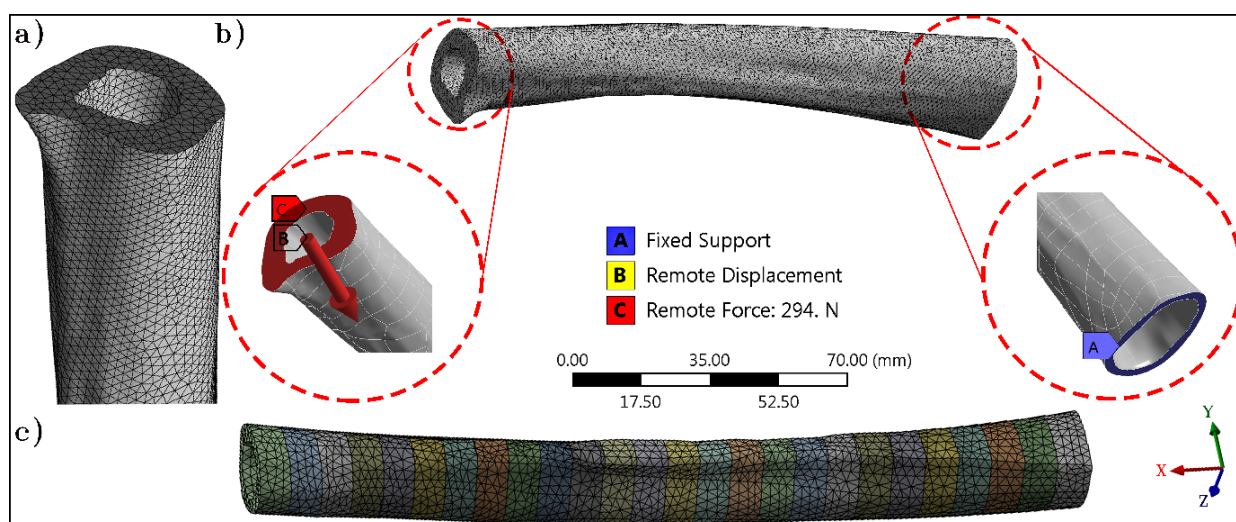 a)
b)
C
B
A Fixed Support
B Remote Displacement
C Remote Force: 294. N
A
0.00 35.00 70.00 (mm)
17.50 52.50
c)
Y
X
Z